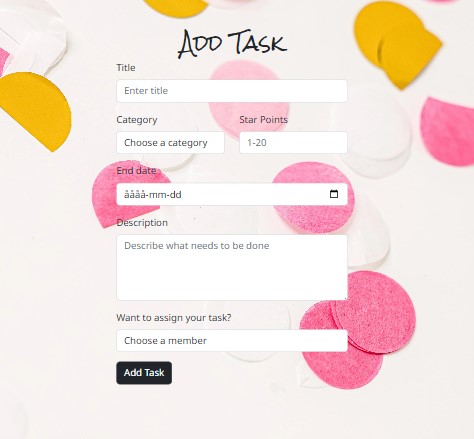 Add Task
Title
Enter title
Category Star Points
Choose a category 1-20
End date
åååå-mm-dd
Description
Describe what needs to be done
Want to assign your task?
Choose a member
Add Task